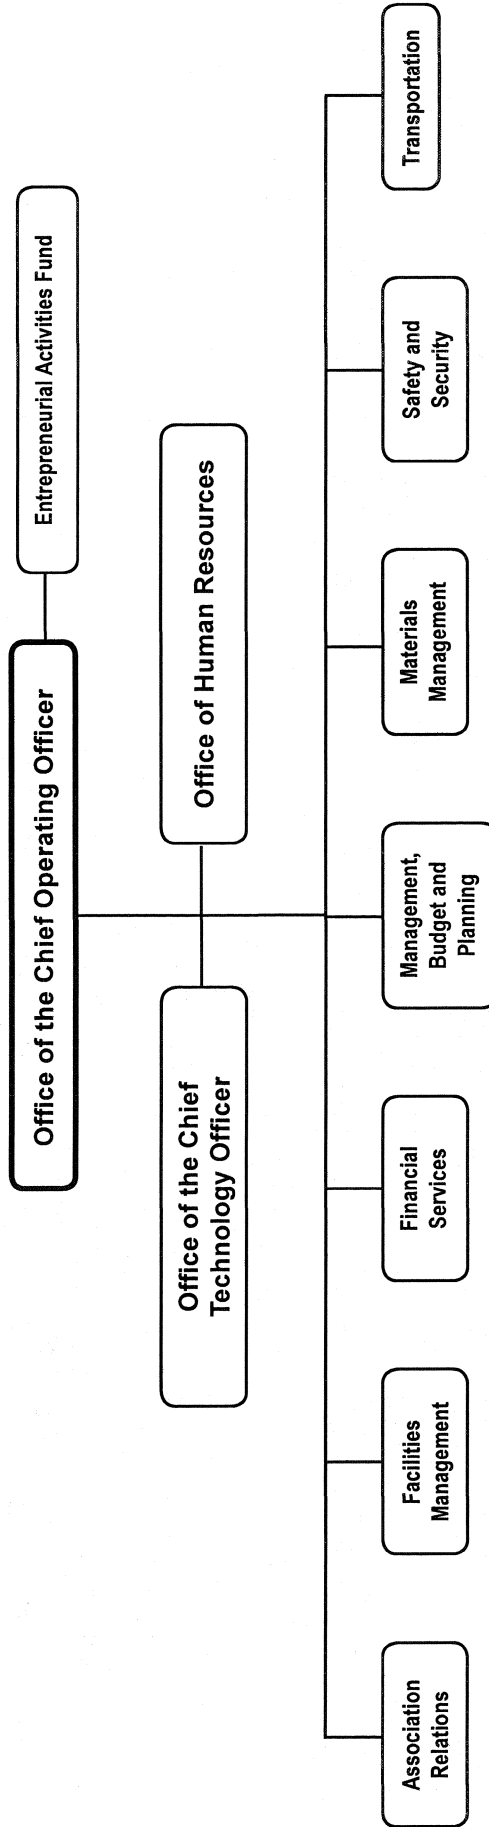 Office of the Chief Operating Officer
Entrepreneurial Activities Fund
Office of the Chief
Technology Officer
Office of Human Resources
Association
Relations
Facilities
Management
Financial
Services
Management,
Budget and
Planning
Materials
Management
Safety and
Security
Transportation